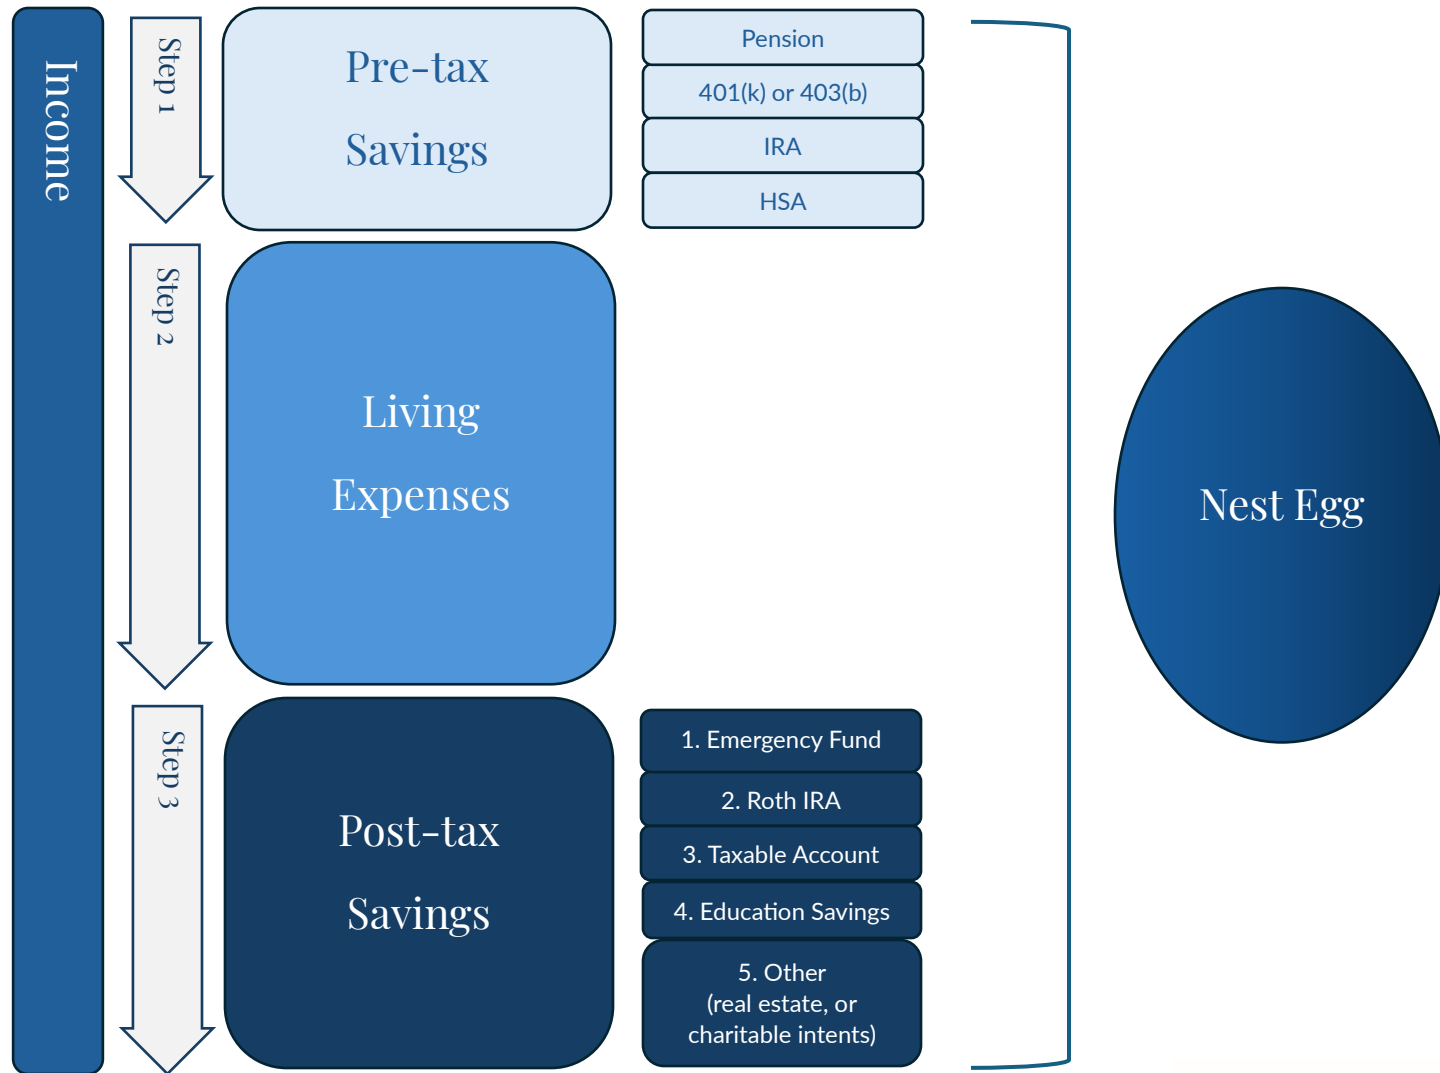 Income
Step 1
Pre-tax
Savings
Pension
401(k) or 403(b)
IRA
HSA
Step 2
Living
Expenses
Step 3
Post-tax
Savings
1. Emergency Fund
2. Roth IRA
3. Taxable Account
4. Education Savings
5. Other
(real estate, or
charitable intents)
Nest Egg